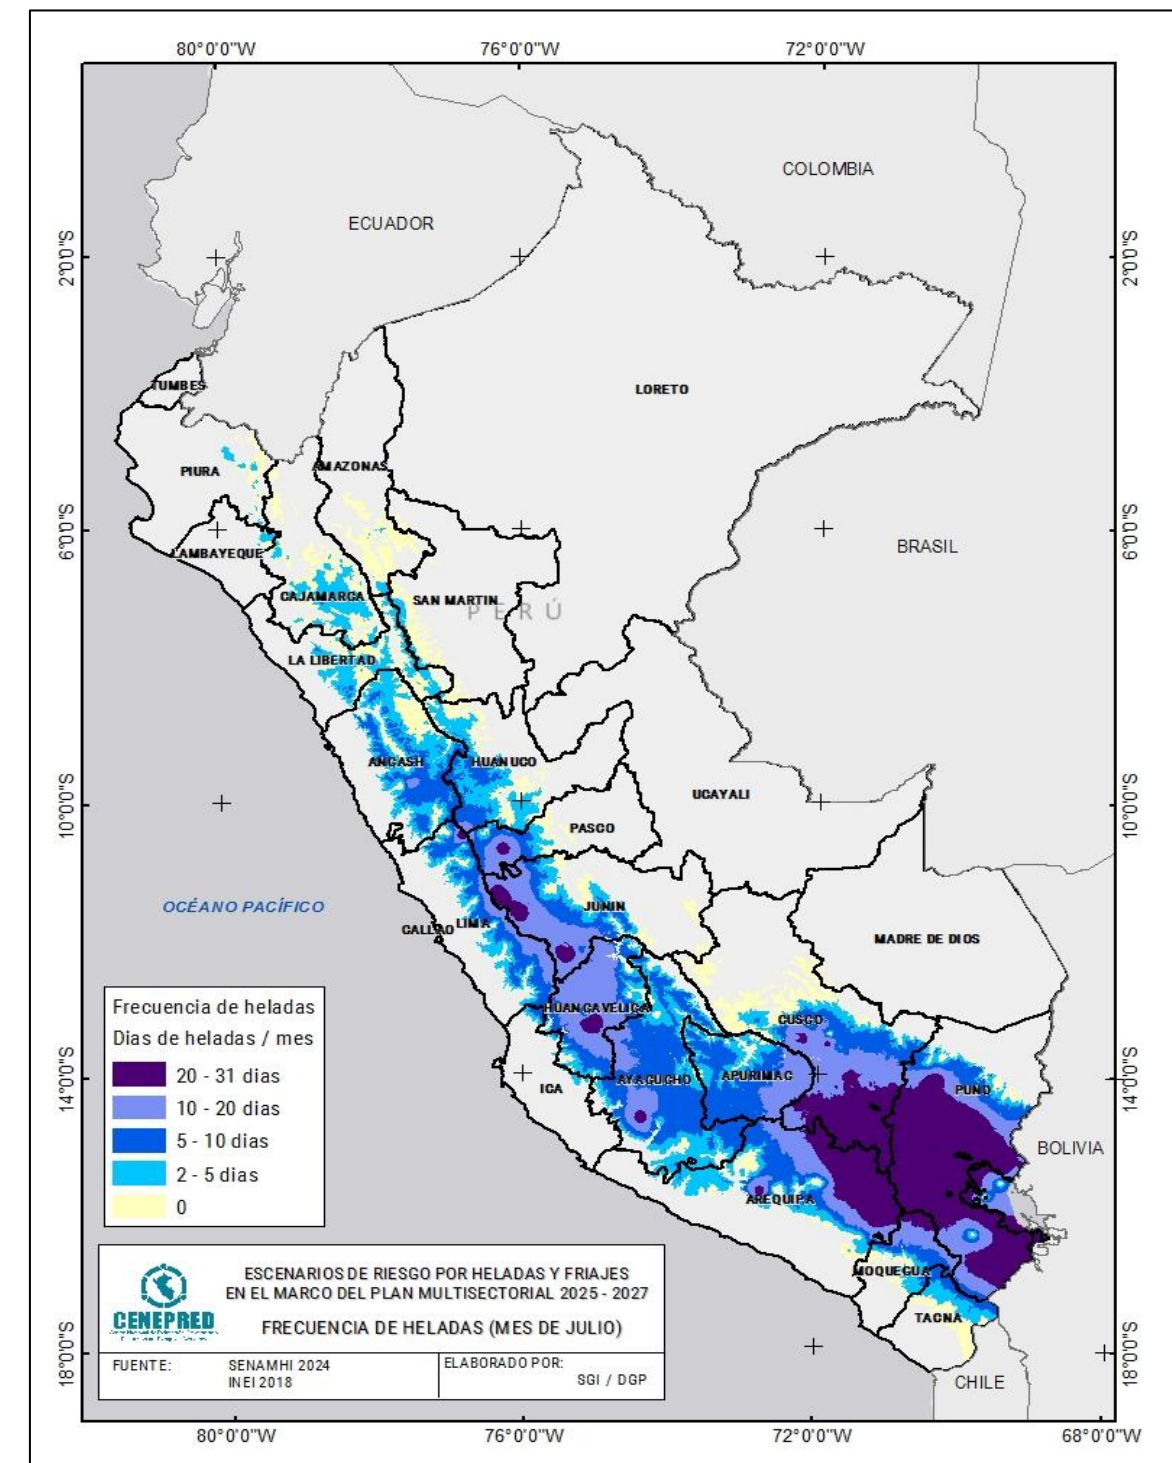 80°0'0"W 76°0'0"W 72°0'0"W
COLOMBIA
ECUADOR
2°0'0"S 2°0'0"S
TUMBES
LORETO
AMAZONAS
PIURA
6°0'0"S 6°0'0"S
BRASIL
LAMBAYEQUE
CAJAMARCA
SAN MARTIN
PERÚ
LA LIBERTAD
ANCASH
HUANUCO
UCAYALI
10°0'0"S 10°0'0"S
PASCO
OCÉANO PACÍFICO
JUNIN
CALLAO
LIMA
MADRE DE DIOS
HUANCAVELICA
CUSCO
ICA
AYACUCHO
APURIMAC
PUNO
14°0'0"S 14°0'0"S
BOLIVIA
AREQUIPA
MOQUEGUA
TACNA
18°0'0"S 18°0'0"S
CHILE
Frecuencia de heladas
Dias de heladas / mes
20 - 31 dias
10 - 20 dias
5 - 10 dias
2 - 5 dias
0
CENEPRED
ESCENARIOS DE RIESGO POR HELADAS Y FRIAJES
EN EL MARCO DEL PLAN MULTISECTORIAL 2025 - 2027
FRECUENCIA DE HELADAS (MES DE JULIO)
FUENTE: SENAMHI 2024
INEI 2018
ELABORADO POR:
SGI / DGP
80°0'0"W 76°0'0"W 72°0'0"W 68°0'0"W